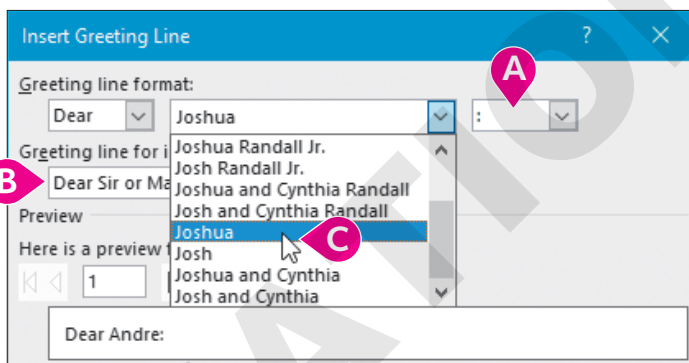 Insert Greeting Line ? ×
A
Greeting line format:
Dear Joshua :
Greeting line for i
Joshua Randall Jr.
Josh Randall Jr.
B
Dear Sir or Ma
Joshua and Cynthia Randall
Josh and Cynthia Randall
Preview
Joshua
C
Here is a preview
Josh
1
Joshua and Cynthia
Josh and Cynthia
Dear Andre: